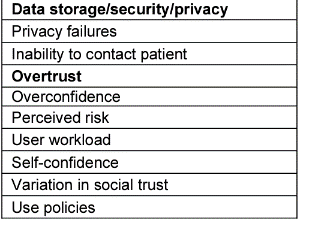 Data storage/security/privacy
Privacy failures
Inability to contact patient
Overtrust
Overconfidence
Perceived risk
User workload
Self-confidence
Variation in social trust
Use policies